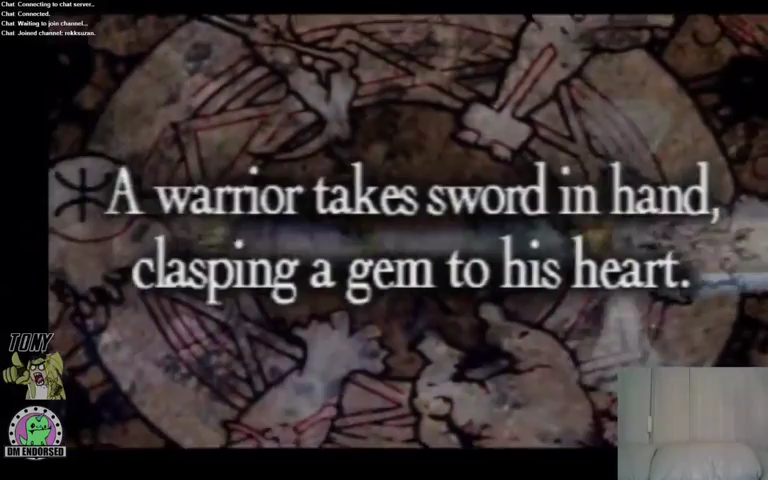 Chat Connecting to chat server..
Chat Connected.
Chat Waiting to join channel...
Chat Joined channel: rekksuzas.
A warrior takes sword in hand,
clasping a gem to his heart.
TONY
DM ENDORSED